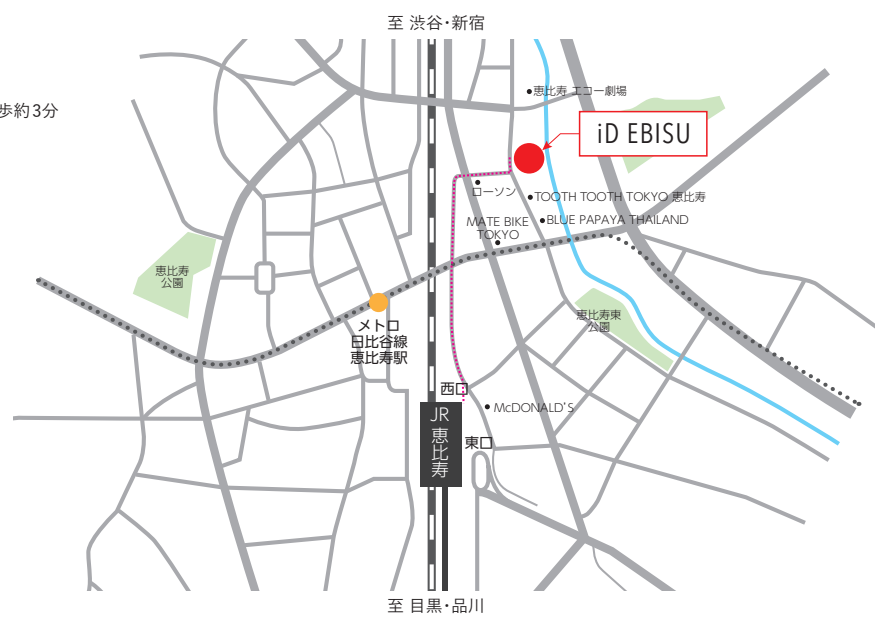 至 渋谷･新宿
恵比寿 エコー劇場
歩約3分
iD EBISU
ローソン
TOOTH TOOTH TOKYO 恵比寿
MATE BIKE
TOKYO
BLUE PAPAYA THAILAND
恵比寿
公園
恵比寿東
公園
メトロ
日比谷線
恵比寿駅
西口
McDONALD'S
JR
恵比寿
東口
至 目黒･品川